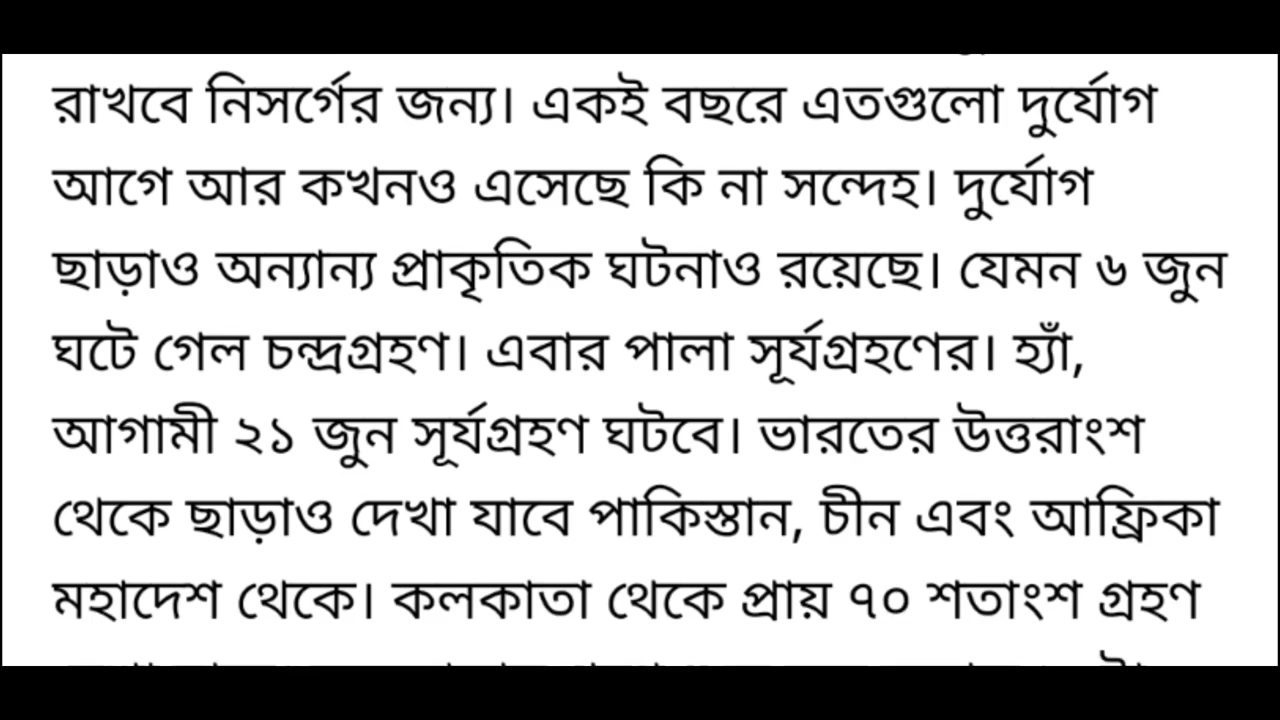 রাখবে নিসর্গের জন্য। একই বছরে এতগুলো দুর্যোগ
আগে আর কখনও এসেছে কি না সন্দেহ। দুর্যোগ
ছাড়াও অন্যান্য প্রাকৃতিক ঘটনাও রয়েছে। যেমন ৬ জুন
ঘটে গেল চন্দ্রগ্রহণ। এবার পালা সূর্যগ্রহণের। হ্যাঁ,
আগামী ২১ জুন সূর্যগ্রহণ ঘটবে। ভারতের উত্তরাংশ
থেকে ছাড়াও দেখা যাবে পাকিস্তান, চীন এবং আফ্রিকা
মহাদেশ থেকে। কলকাতা থেকে প্রায় ৭০ শতাংশ গ্রহণ